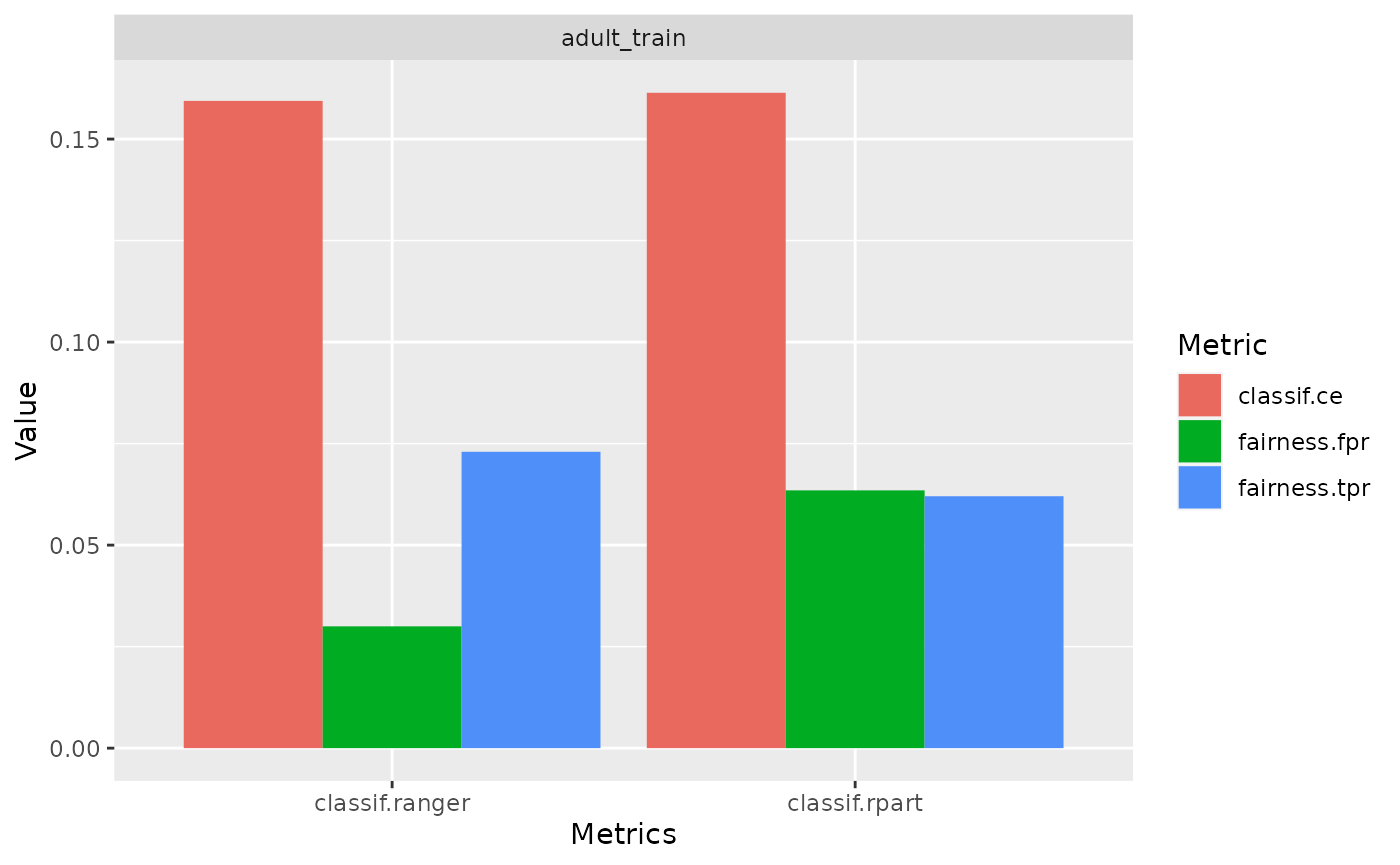 adult_train
0.15
0.10
0.05
0.00
Value
classif.ranger
classif.rpart
Metrics
Metric
classif.ce
fairness.fpr
fairness.tpr